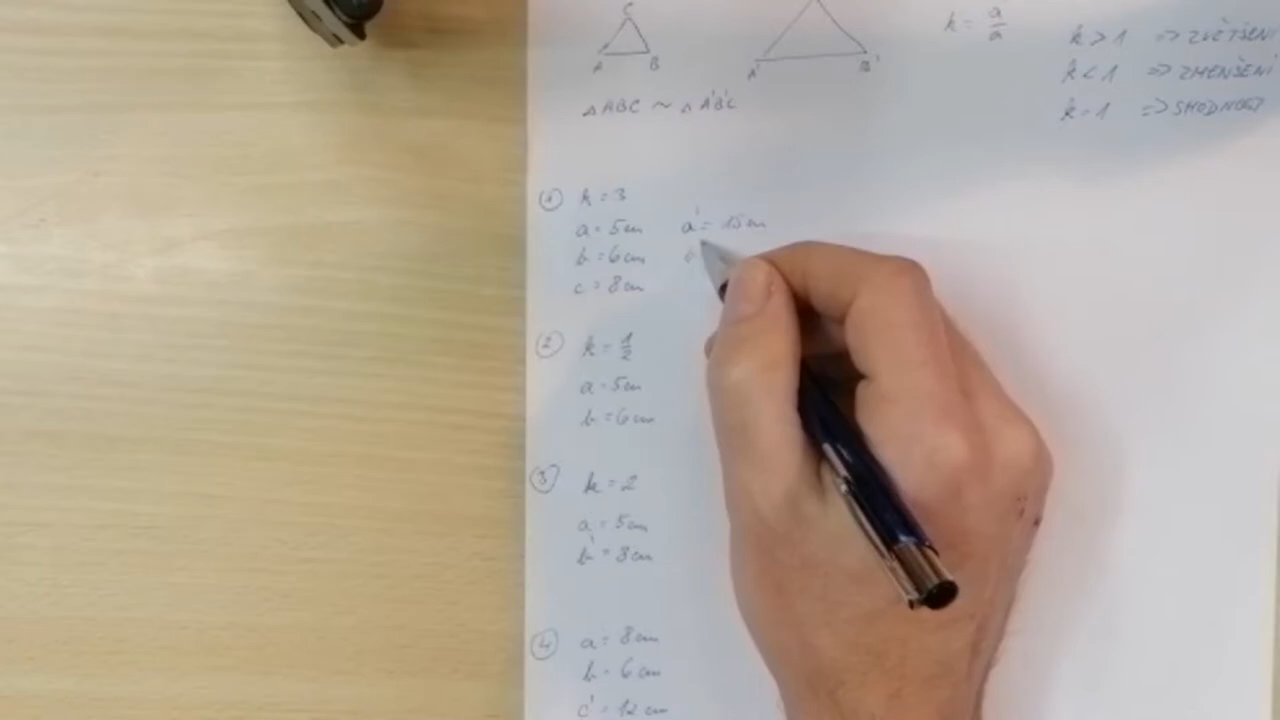 C
A B
A' B'
k = a/a
k > 1 => ZVĚTŠENÍ
k < 1 => ZMENŠENÍ
k = 1 => SHODNOST
△ABC ~ △A'B'C'
① k = 3
a = 5cm a' = 15cm
b = 6cm
c = 8cm
② k = 1/2
a = 5cm
b = 6cm
③ k = 2
a = 5cm
b' = 8cm
④ a = 8cm
b = 6cm
c' = 12cm